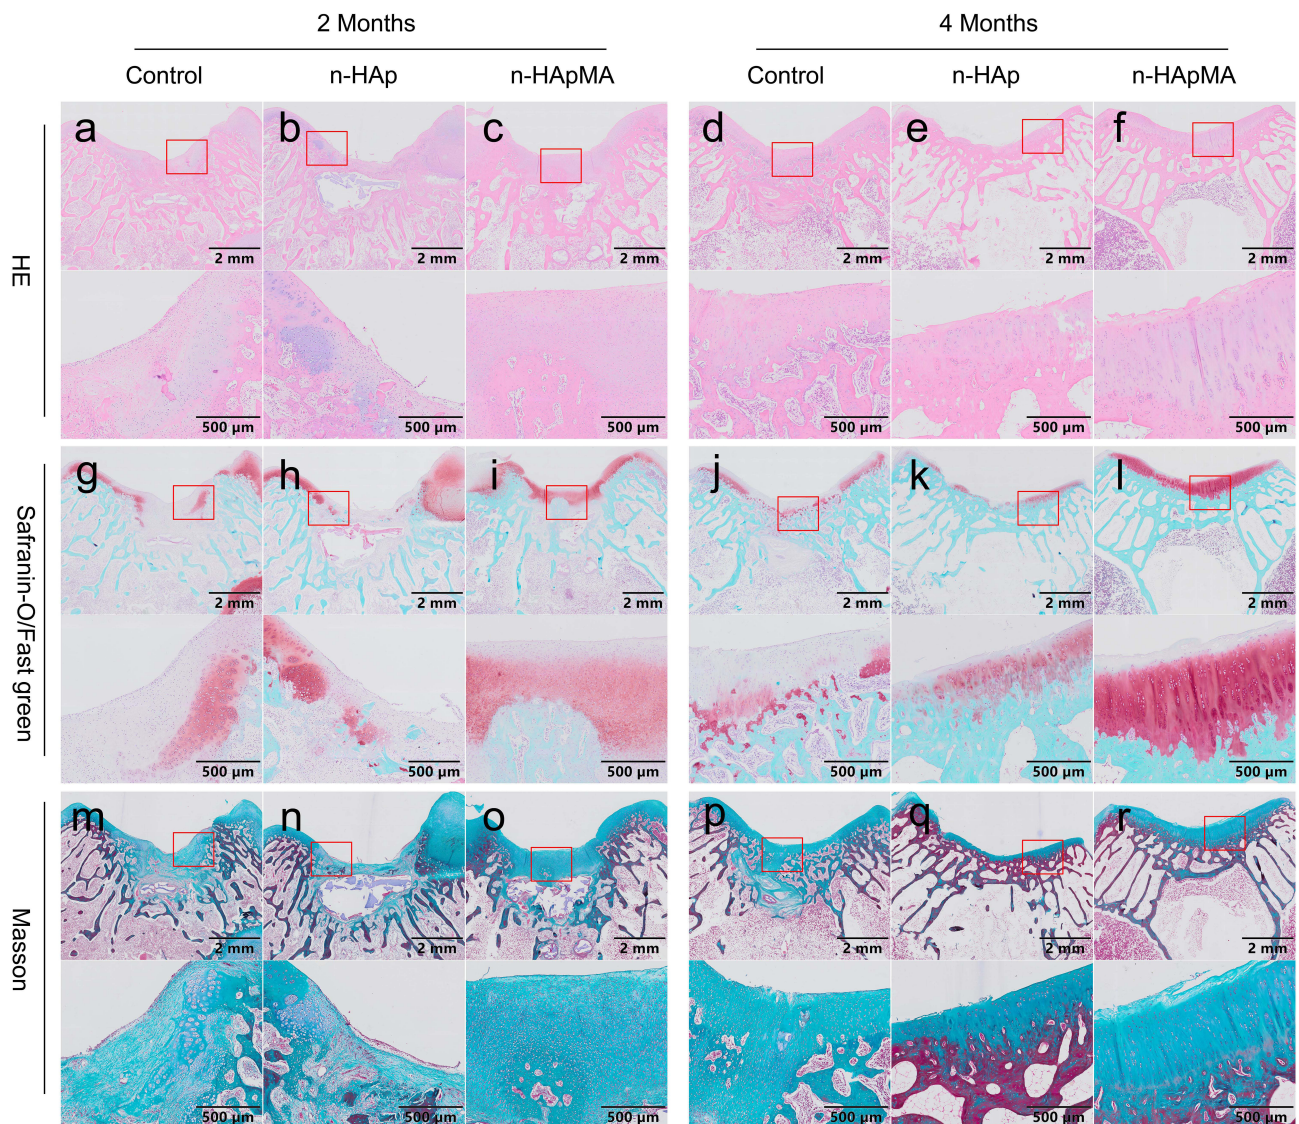 2 Months 4 Months
Control n-HAp n-HApMA Control n-HAp n-HApMA
HE
a b c d e f
2 mm 2 mm 2 mm 2 mm 2 mm 2 mm
500 µm 500 µm 500 µm 500 µm 500 µm 500 µm
Safranin-O/Fast green
g h i j k l
2 mm 2 mm 2 mm 2 mm 2 mm 2 mm
500 µm 500 µm 500 µm 500 µm 500 µm 500 µm
Masson
m n o p q r
2 mm 2 mm 2 mm 2 mm 2 mm 2 mm
500 µm 500 µm 500 µm 500 µm 500 µm 500 µm